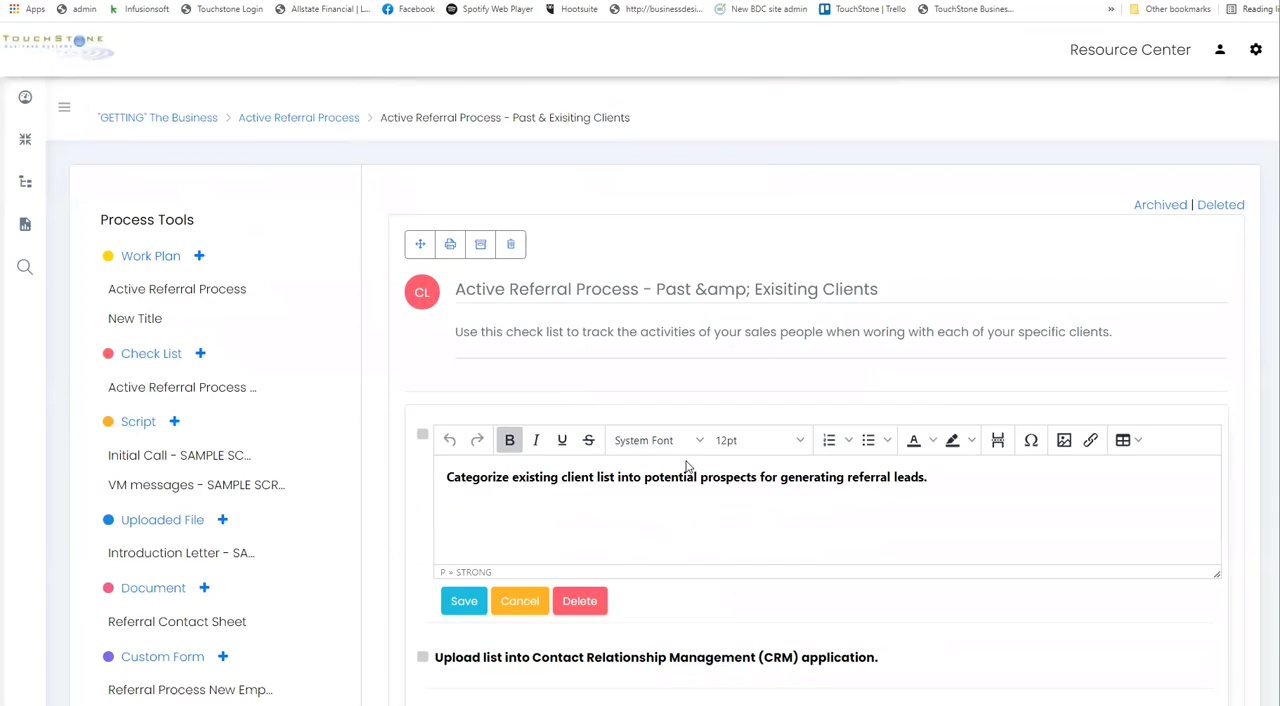 Apps
admin
Infusionsoft
Touchstone Login
Allstate Financial | L...
Facebook
Spotify Web Player
Hootsuite
http://businessdesi...
New BDC site admin
TouchStone | Trello
TouchStone Busines...
»
Other bookmarks
Reading li
TOUCHSTONE
Resource Center
"GETTING" The Business > Active Referral Process > Active Referral Process - Past & Exisiting Clients
Archived | Deleted
Process Tools
Work Plan +
Active Referral Process
New Title
Check List +
Active Referral Process ...
Script +
Initial Call - SAMPLE SC...
VM messages - SAMPLE SCR...
Uploaded File +
Introduction Letter - SA...
Document +
Referral Contact Sheet
Custom Form +
Referral Process New Emp...
CL
Active Referral Process - Past &amp; Exisiting Clients
Use this check list to track the activities of your sales people when woring with each of your specific clients.
B I U S System Font 12pt A Ω
Categorize existing client list into potential prospects for generating referral leads.
P » STRONG
Save Cancel Delete
Upload list into Contact Relationship Management (CRM) application.